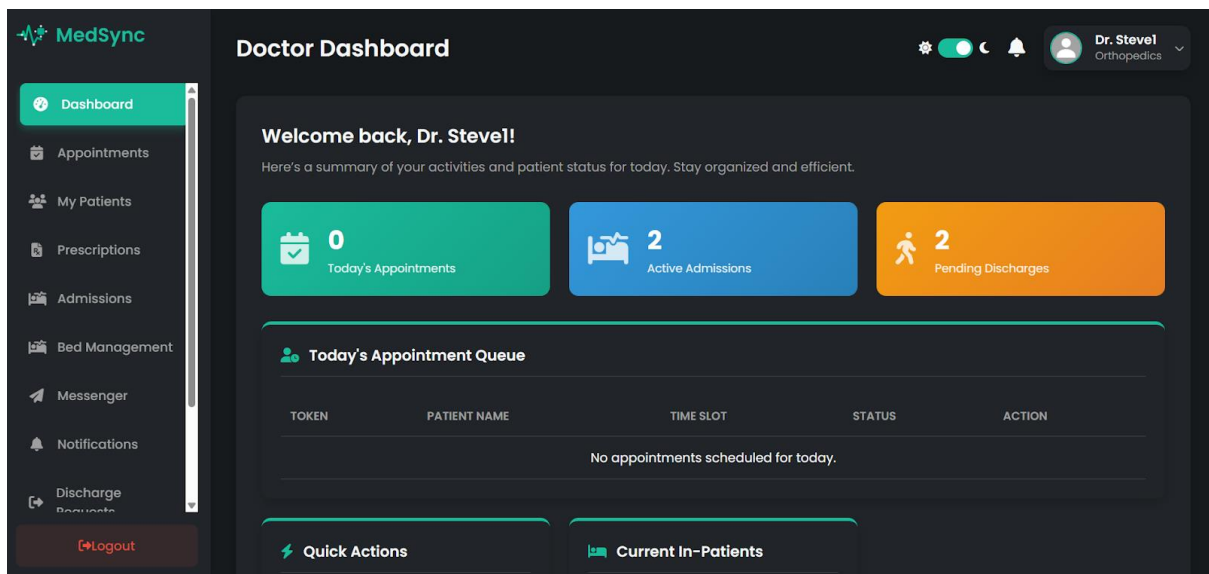 MedSync
Doctor Dashboard
Dr. Steve1
Orthopedics
Dashboard
Appointments
My Patients
Prescriptions
Admissions
Bed Management
Messenger
Notifications
Discharge
Requests
Logout
Welcome back, Dr. Steve1!
Here's a summary of your activities and patient status for today. Stay organized and efficient.
0
Today's Appointments
2
Active Admissions
2
Pending Discharges
Today's Appointment Queue
TOKEN PATIENT NAME TIME SLOT STATUS ACTION
No appointments scheduled for today.
Quick Actions
Current In-Patients